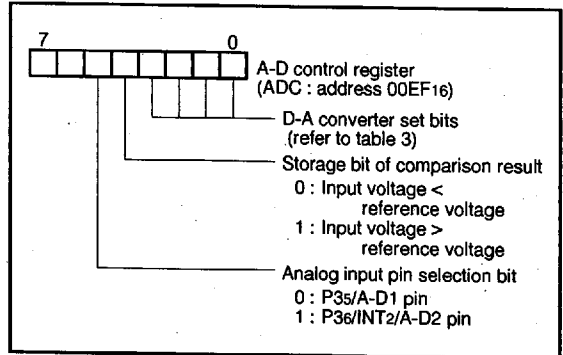 7 0
A-D control register
(ADC : address 00EF16)
D-A converter set bits
(refer to table 3)
Storage bit of comparison result
0 : Input voltage <
reference voltage
1 : Input voltage >
reference voltage
Analog input pin selection bit
0 : P35/A-D1 pin
1 : P36/INT2/A-D2 pin